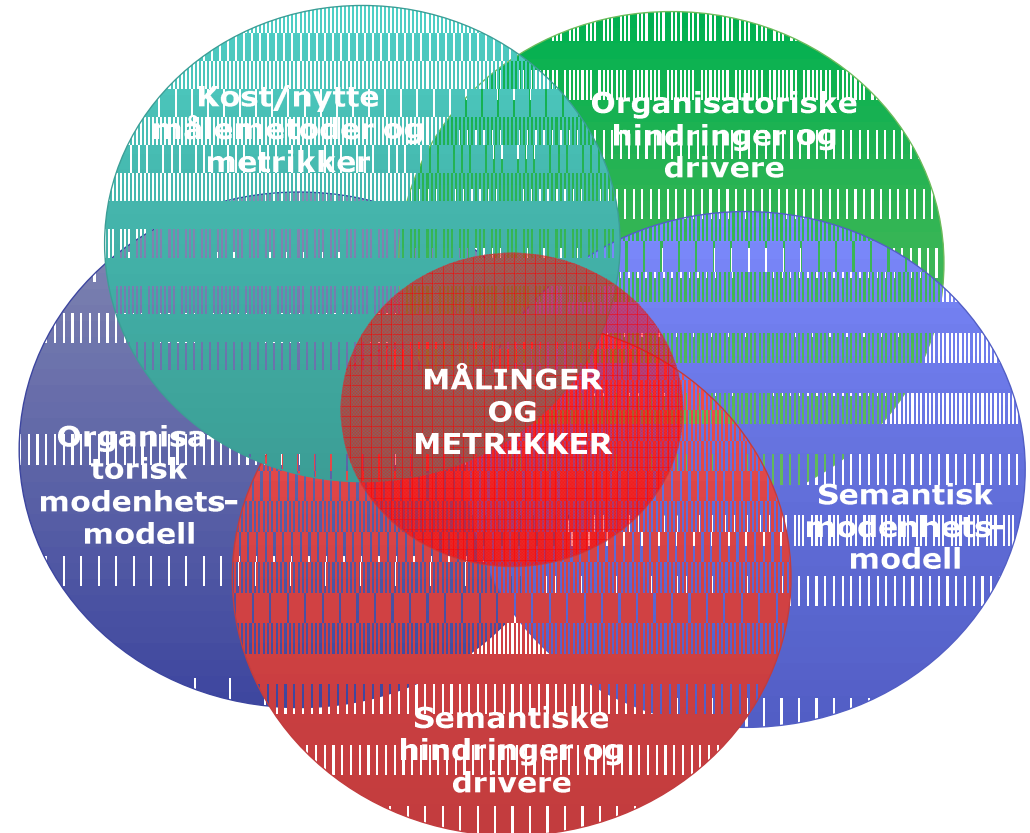 Kost/nytte
målemetoder og
metrikker
Organisatoriske
hindringer og
drivere
MÅLINGER
OG
METRIKKER
Organisa-
torisk
modenhets-
modell
Semantisk
modenhets-
modell
Semantiske
hindringer og
drivere